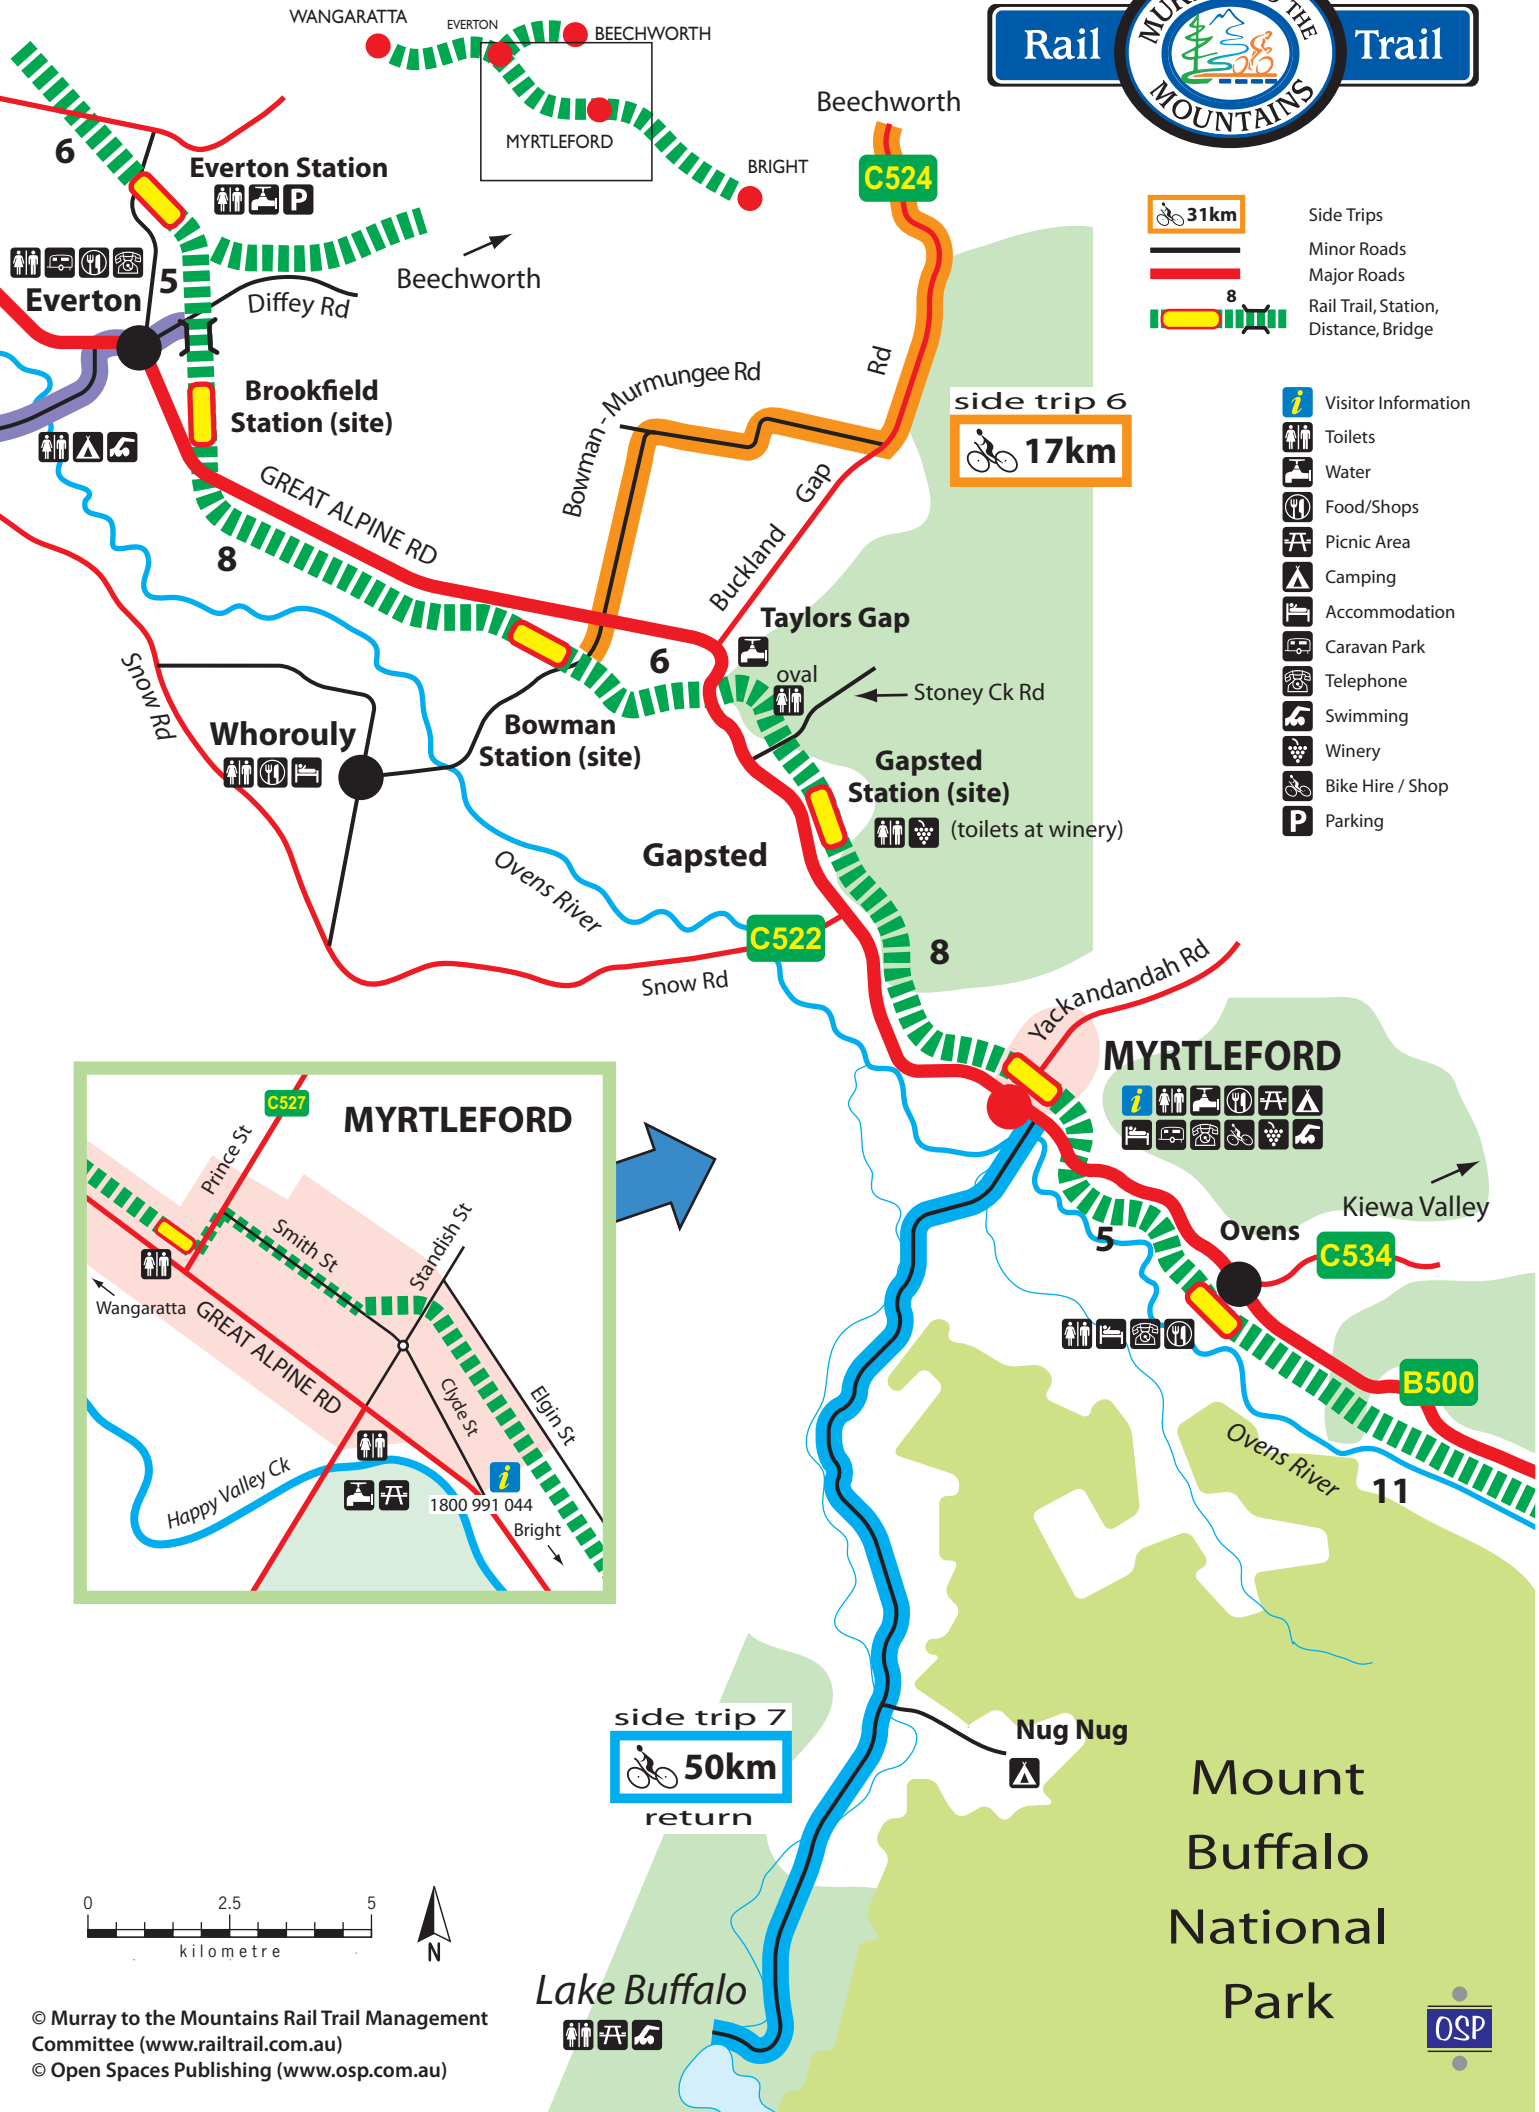 WANGARATTA
EVERTON
BEECHWORTH
MYRTLEFORD
BRIGHT
Rail
Trail
THE
MOUNTAINS
Beechworth
C524
6
Everton Station
P
31km
Side Trips
Minor Roads
Major Roads
8
Rail Trail, Station,
Distance, Bridge
5
Everton
Diffey Rd
Beechworth
Brookfield
Station (site)
Bowman - Murmungee Rd
Rd
side trip 6
17km
i Visitor Information
Toilets
Water
Food/Shops
Picnic Area
Camping
Accommodation
Caravan Park
Telephone
Swimming
Winery
Bike Hire / Shop
P Parking
GREAT ALPINE RD
8
Buckland
Gap
Taylors Gap
6
oval
Stoney Ck Rd
Snow Rd
Whorouly
Bowman
Station (site)
Gapsted
Station (site)
(toilets at winery)
Gapsted
Ovens River
C522
Snow Rd
8
Yackandandah Rd
MYRTLEFORD
i
Kiewa Valley
Ovens
5
C534
B500
Ovens River
11
C527
MYRTLEFORD
Prince St
Smith St
Standish St
Wangaratta
GREAT ALPINE RD
Clyde St
Elgin St
Happy Valley Ck
i
1800 991 044
Bright
side trip 7
50km
return
Nug Nug
Mount
Buffalo
National
Park
0 2.5 5
kilometre
N
Lake Buffalo
© Murray to the Mountains Rail Trail Management
Committee (www.railtrail.com.au)
© Open Spaces Publishing (www.osp.com.au)
OSP